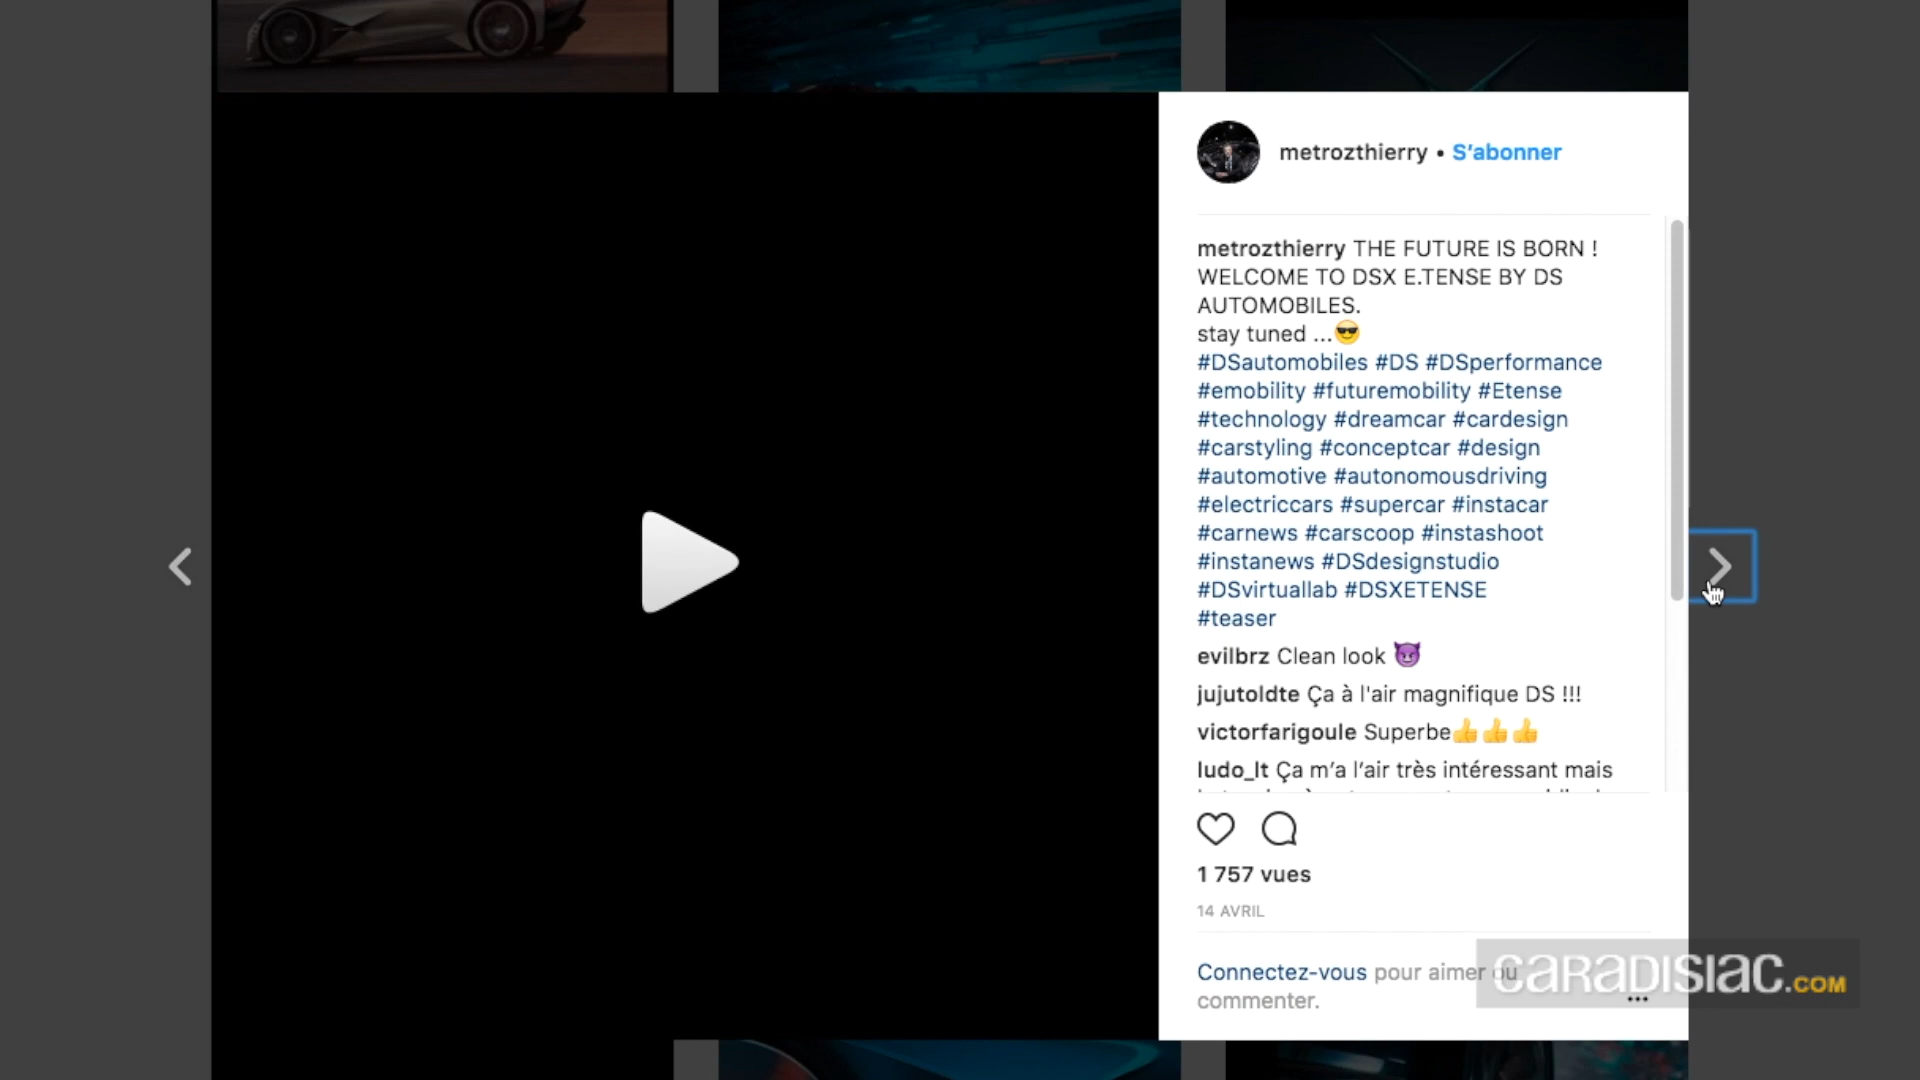 metrozthierry • S'abonner
metrozthierry THE FUTURE IS BORN !
WELCOME TO DSX E.TENSE BY DS
AUTOMOBILES.
stay tuned ...😎
#DSautomobiles #DS #DSperformance
#emobility #futuremobility #Etense
#technology #dreamcar #cardesign
#carstyling #conceptcar #design
#automotive #autonomousdriving
#electriccars #supercar #instacar
#carnews #carscoop #instashoot
#instanews #DSdesignstudio
#DSvirtuallab #DSXETENSE
#teaser
evilbrz Clean look 😈
jujutoldte Ça à l'air magnifique DS !!!
victorfarigoule Superbe👍👍👍
ludo_lt Ça m’a l’air très intéressant mais
1 757 vues
14 AVRIL
Connectez-vous pour aimer ou
commenter.
CARADISIAC.COM